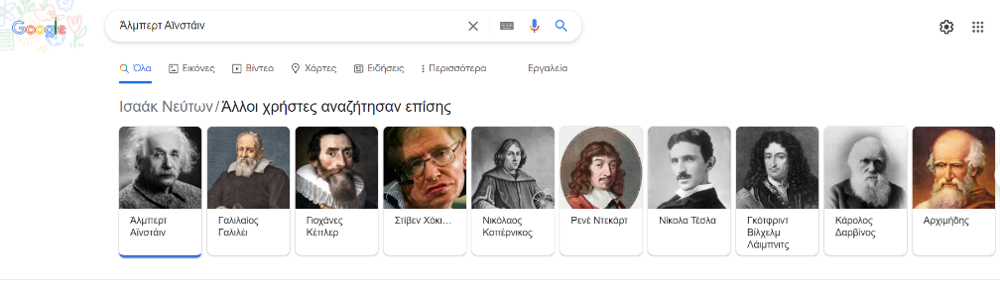 Google
Άλμπερτ Αϊνστάιν
Όλα Εικόνες Βίντεο Χάρτες Ειδήσεις Περισσότερα Εργαλεία
Ισαάκ Νεύτων / Άλλοι χρήστες αναζήτησαν επίσης
Άλμπερτ
Αϊνστάιν
Γαλιλαίος
Γαλιλέι
Γιοχάνες
Κέπλερ
Στίβεν Χόκι...
Νικόλαος
Κοπέρνικος
Ρενέ Ντεκάρτ
Νίκολα Τέσλα
Γκότφριντ
Βίλχελμ
Λάιμπνιτς
Κάρολος
Δαρβίνος
Αρχιμήδης